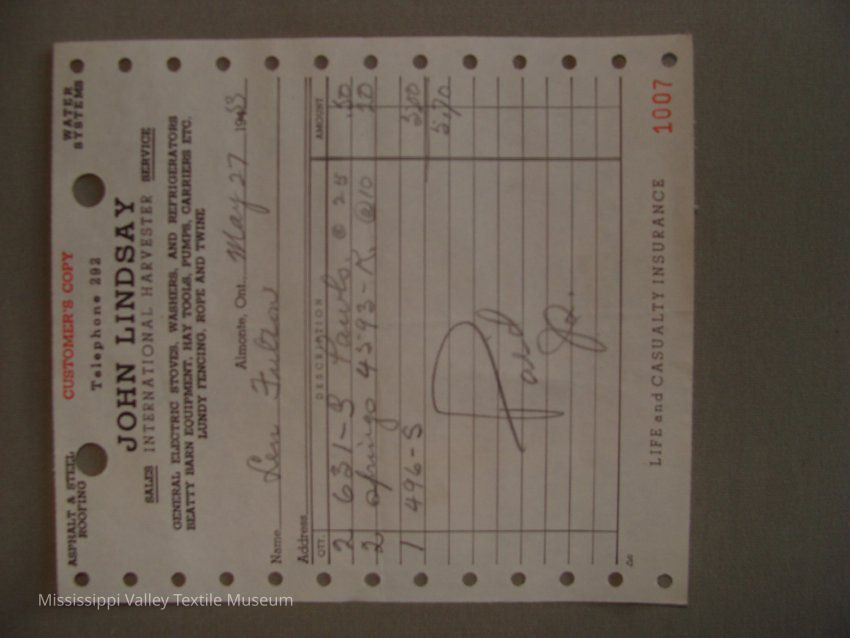 CUSTOMER'S COPY
ASPHALT & STEEL ROOFING
Telephone 292
WATER SYSTEMS
JOHN LINDSAY
SALES INTERNATIONAL HARVESTER SERVICE
GENERAL ELECTRIC STOVES, WASHERS, AND REFRIGERATORS
BEATTY BARN EQUIPMENT, HAY TOOLS, PUMPS, CARRIERS ETC.
LUNDY FENCING, ROPE AND TWINE
Almonte, Ont., May 27 1953
Name Len Fulton
Address
QTY. DESCRIPTION AMOUNT
2 631-B Pawls @ 25 .50
2 springs 4593-R. @10 20
1 496-S
5.70
Paid
LIFE and CASUALTY INSURANCE 1007
Mississippi Valley Textile Museum